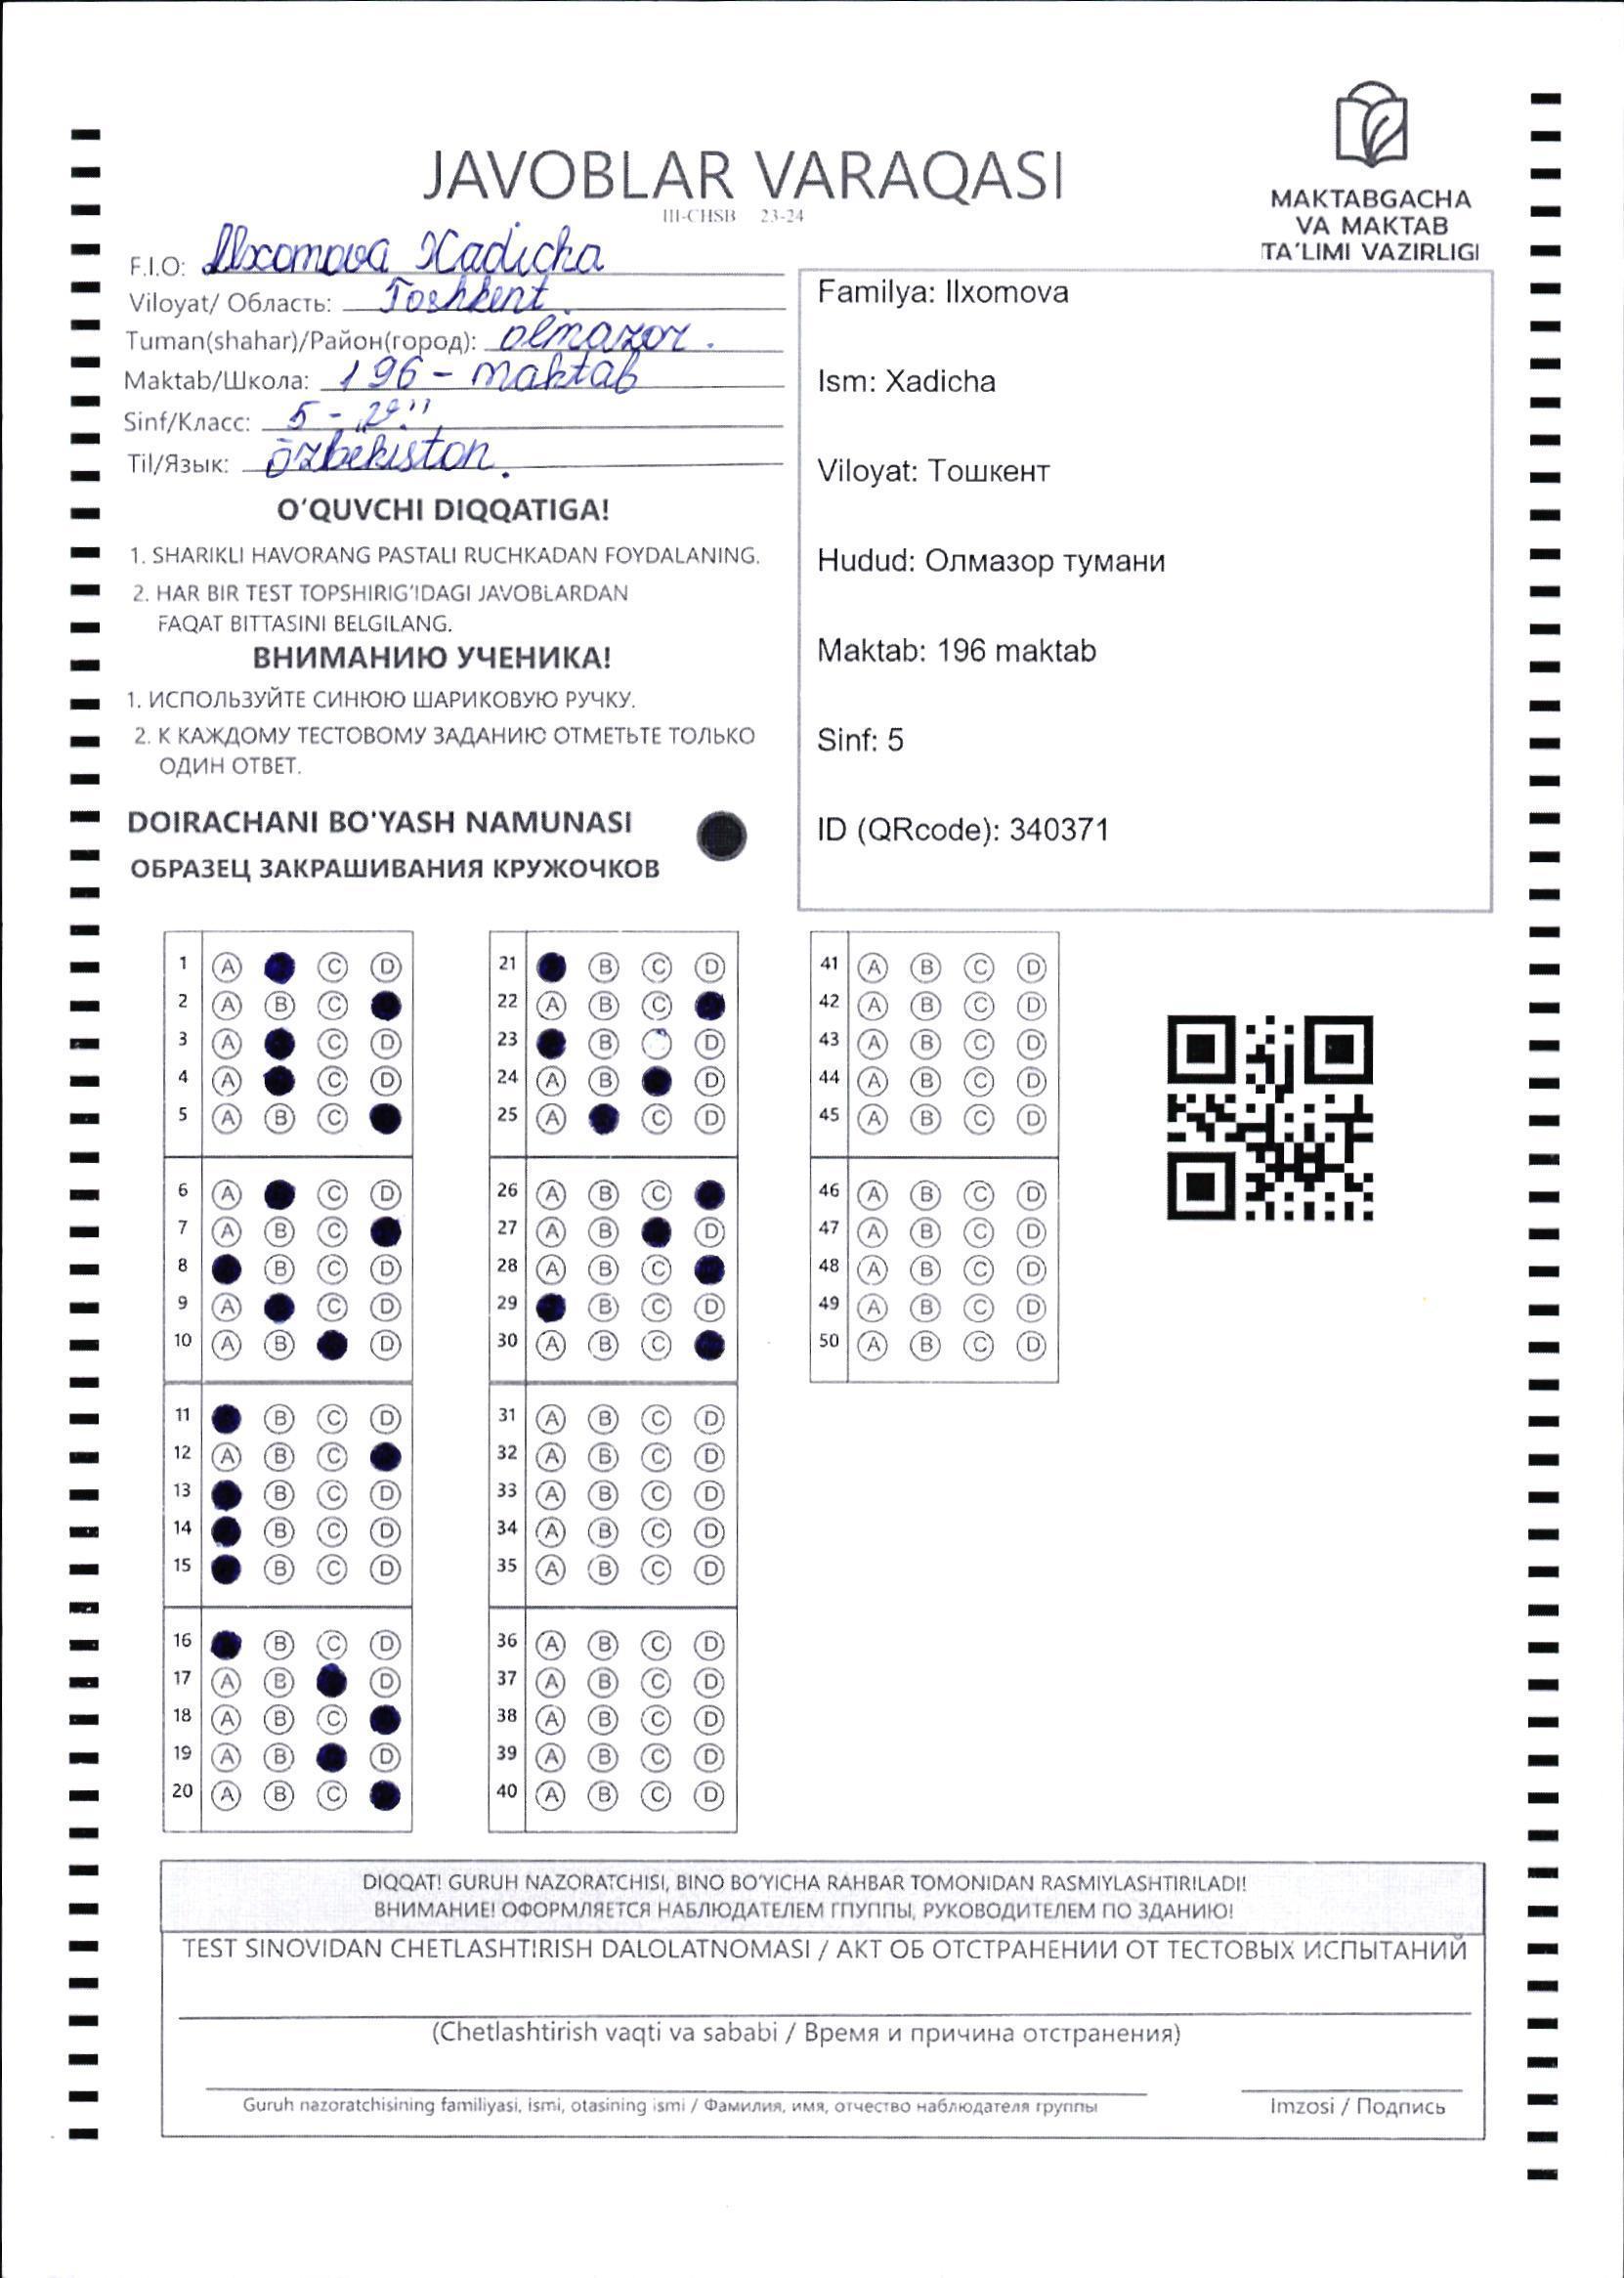 JAVOBLAR VARAQASI
III-CHSB 23-24
MAKTABGACHA
VA MAKTAB
TA'LIMI VAZIRLIGI
F.I.O: Ilxomova Xadicha
Viloyat/ Область: Toshkent.
Tuman(shahar)/Район(город): olmazor.
Maktab/Школа: 196 - maktab
Sinf/Класс: 5 -
Til/Язык: õzbekiston.
O'QUVCHI DIQQATIGA!
1. SHARIKLI HAVORANG PASTALI RUCHKADAN FOYDALANING.
2. HAR BIR TEST TOPSHIRIG'IDAGI JAVOBLARDAN
FAQAT BITTASINI BELGILANG.
ВНИМАНИЮ УЧЕНИКА!
1. ИСПОЛЬЗУЙТЕ СИНЮЮ ШАРИКОВУЮ РУЧКУ.
2. К КАЖДОМУ ТЕСТОВОМУ ЗАДАНИЮ ОТМЕТЬТЕ ТОЛЬКО
ОДИН ОТВЕТ.
DOIRACHANI BO'YASH NAMUNASI
ОБРАЗЕЦ ЗАКРАШИВАНИЯ КРУЖОЧКОВ
Familya: Ilxomova
Ism: Xadicha
Viloyat: Тошкент
Hudud: Олмазор тумани
Maktab: 196 maktab
Sinf: 5
ID (QRcode): 340371
1 A C D
2 A B C
3 A C D
4 A C D
5 A B C
6 A C D
7 A B C
8 B C D
9 A C D
10 A B D
11 B C D
12 A B C
13 B C D
14 B C D
15 B C D
16 B C D
17 A B D
18 A B C
19 A B D
20 A B C
21 B C D
22 A B C
23 B D
24 A B D
25 A C D
26 A B C
27 A B D
28 A B C
29 B C D
30 A B C
31 A B C D
32 A B C D
33 A B C D
34 A B C D
35 A B C D
36 A B C D
37 A B C D
38 A B C D
39 A B C D
40 A B C D
41 A B C D
42 A B C D
43 A B C D
44 A B C D
45 A B C D
46 A B C D
47 A B C D
48 A B C D
49 A B C D
50 A B C D
DIQQAT! GURUH NAZORATCHISI, BINO BO'YICHA RAHBAR TOMONIDAN RASMIYLASHTIRILADI!
ВНИМАНИЕ! ОФОРМЛЯЕТСЯ НАБЛЮДАТЕЛЕМ ГПУППЫ, РУКОВОДИТЕЛЕМ ПО ЗДАНИЮ!
TEST SINOVIDAN CHETLASHTIRISH DALOLATNOMASI / АКТ ОБ ОТСТРАНЕНИИ ОТ ТЕСТОВЫХ ИСПЫТАНИЙ
(Chetlashtirish vaqti va sababi / Время и причина отстранения)
Guruh nazoratchisining familiyasi, ismi, otasining ismi / Фамилия, имя, отчество наблюдателя группы
Imzosi / Подпись